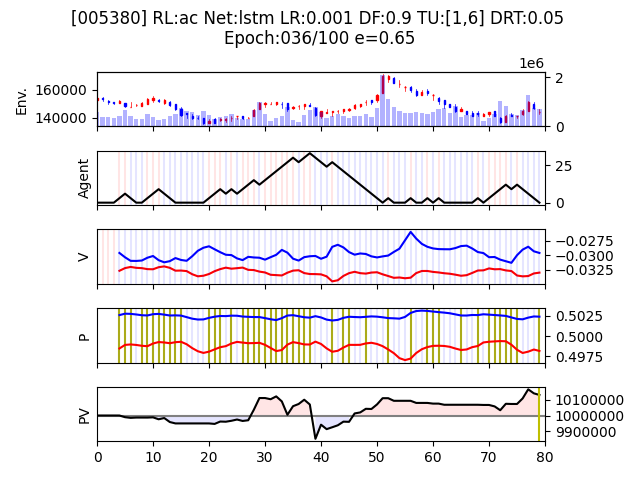 [005380] RL:ac Net:lstm LR:0.001 DF:0.9 TU:[1,6] DRT:0.05
Epoch:036/100 e=0.65
1e6
Env.
160000
140000
2
0
Agent
25
0
V
−0.0275
−0.0300
−0.0325
P
0.5025
0.5000
0.4975
PV
10100000
10000000
9900000
0 10 20 30 40 50 60 70 80